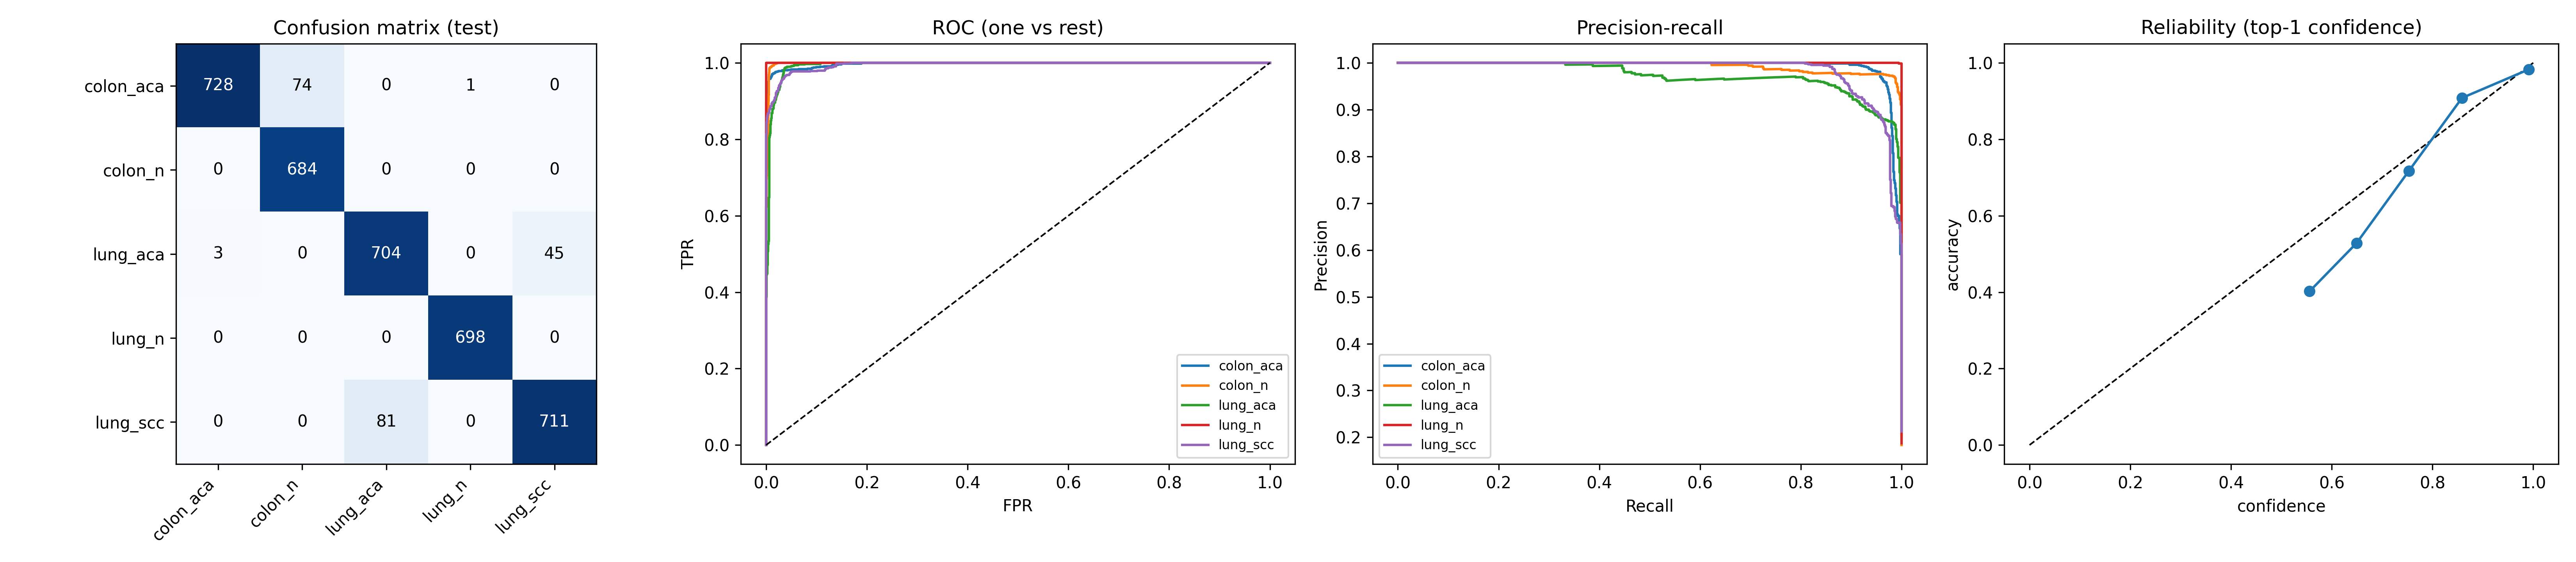 Confusion matrix (test)
colon_aca 728 74 0 1 0
colon_n 0 684 0 0 0
lung_aca 3 0 704 0 45
lung_n 0 0 0 698 0
lung_scc 0 0 81 0 711
colon_aca colon_n lung_aca lung_n lung_scc
ROC (one vs rest)
TPR
1.0
0.8
0.6
0.4
0.2
0.0
0.0 0.2 0.4 0.6 0.8 1.0
FPR
colon_aca
colon_n
lung_aca
lung_n
lung_scc
Precision-recall
Precision
1.0
0.9
0.8
0.7
0.6
0.5
0.4
0.3
0.2
0.0 0.2 0.4 0.6 0.8 1.0
Recall
colon_aca
colon_n
lung_aca
lung_n
lung_scc
Reliability (top-1 confidence)
accuracy
1.0
0.8
0.6
0.4
0.2
0.0
0.0 0.2 0.4 0.6 0.8 1.0
confidence